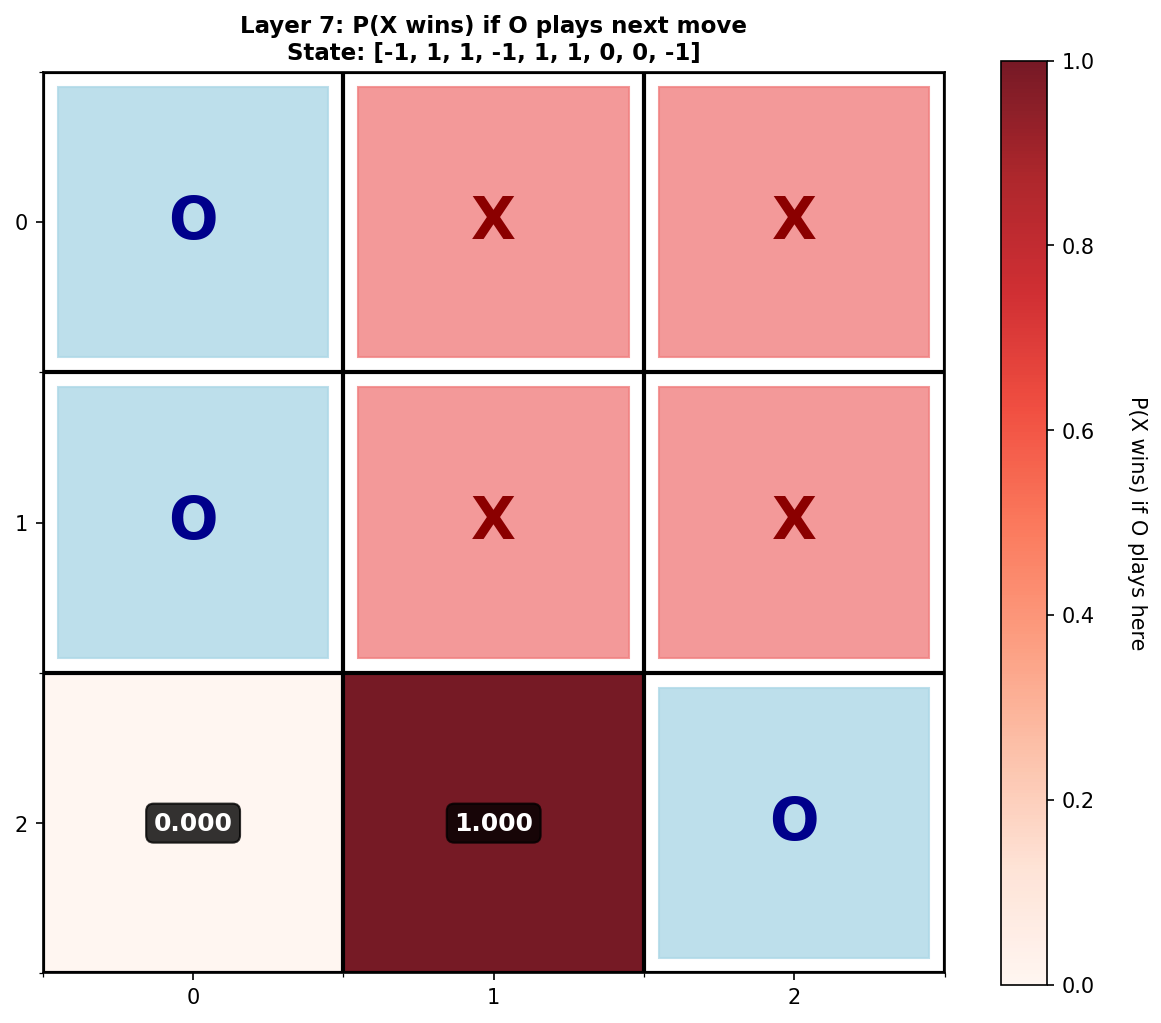 Layer 7: P(X wins) if O plays next move
State: [-1, 1, 1, -1, 1, 1, 0, 0, -1]
0
O
X
X
1
O
X
X
2
0.000
1.000
O
0
1
2
1.0
0.8
0.6
0.4
0.2
0.0
P(X wins) if O plays here